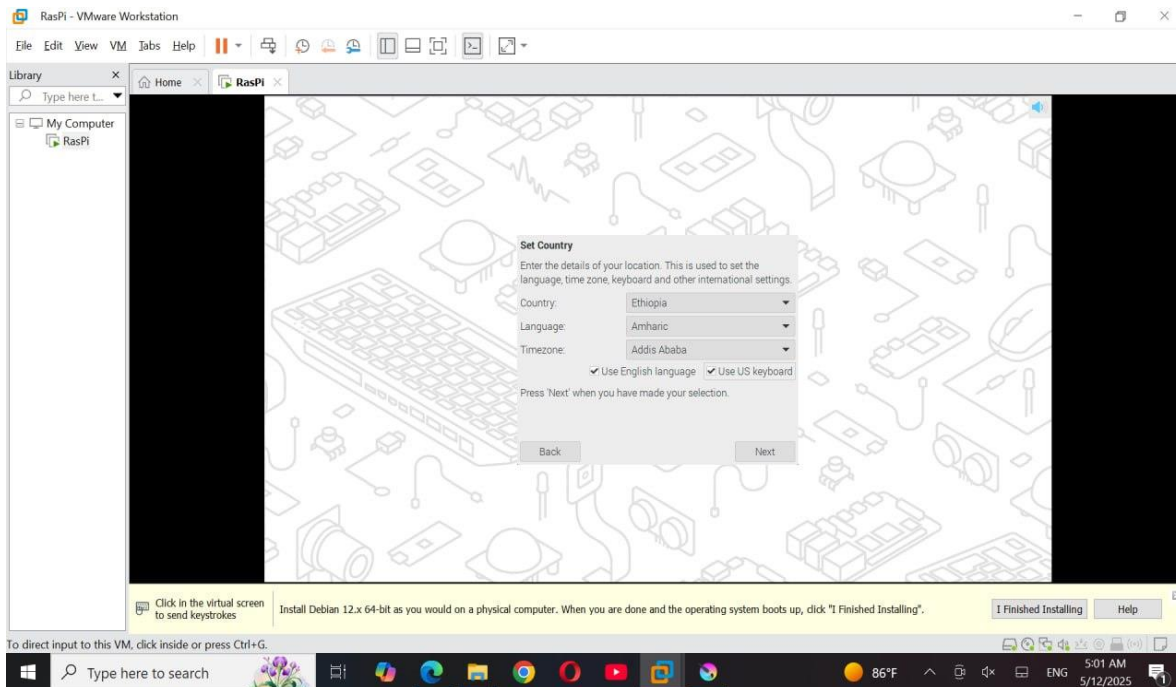 RasPi - VMware Workstation
File Edit View VM Tabs Help
Library
Home
RasPi
Type here t...
My Computer
RasPi
Set Country
Enter the details of your location. This is used to set the
language, time zone, keyboard and other international settings.
Country: Ethiopia
Language: Amharic
Timezone: Addis Ababa
Use English language Use US keyboard
Press 'Next' when you have made your selection.
Back Next
Click in the virtual screen
to send keystrokes
Install Debian 12.x 64-bit as you would on a physical computer. When you are done and the operating system boots up, click "I Finished Installing".
I Finished Installing Help
To direct input to this VM, click inside or press Ctrl+G.
Type here to search
86°F
ENG
5:01 AM
5/12/2025